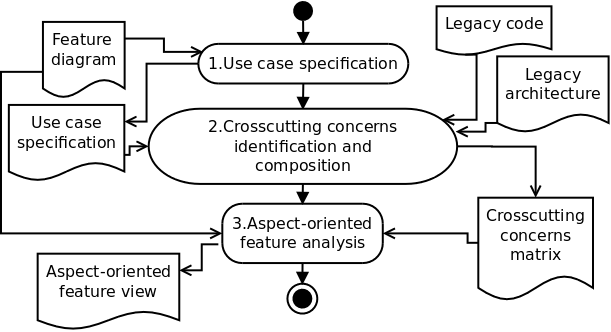 Feature
diagram
Legacy code
1.Use case specification
Legacy
architecture
Use case
specification
2.Crosscutting concerns
identification and
composition
3.Aspect-oriented
feature analysis
Crosscutting
concerns
matrix
Aspect-oriented
feature view